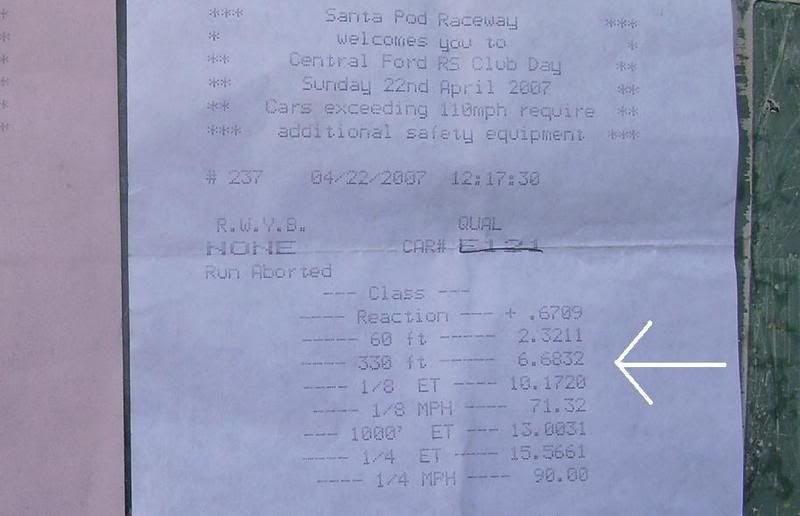 *** Santa Pod Raceway ***
* welcomes you to *
** Central Ford RS Club Day **
** Sunday 22nd April 2007 **
** Cars exceeding 110mph require **
*** additional safety equipment ***
# 237 04/22/2007 12:17:30
R.W.Y.B. QUAL
NONE CAR# E121
Run Aborted
--- Class ---
---- Reaction --- + .6709
---- 60 ft ----- 2.3211
---- 330 ft ----- 6.6832
--- 1/8 ET ---- 10.1720
--- 1/8 MPH ---- 71.32
--- 1000' ET ---- 13.0031
---- 1/4 ET ---- 15.5661
---- 1/4 MPH ---- 90.00